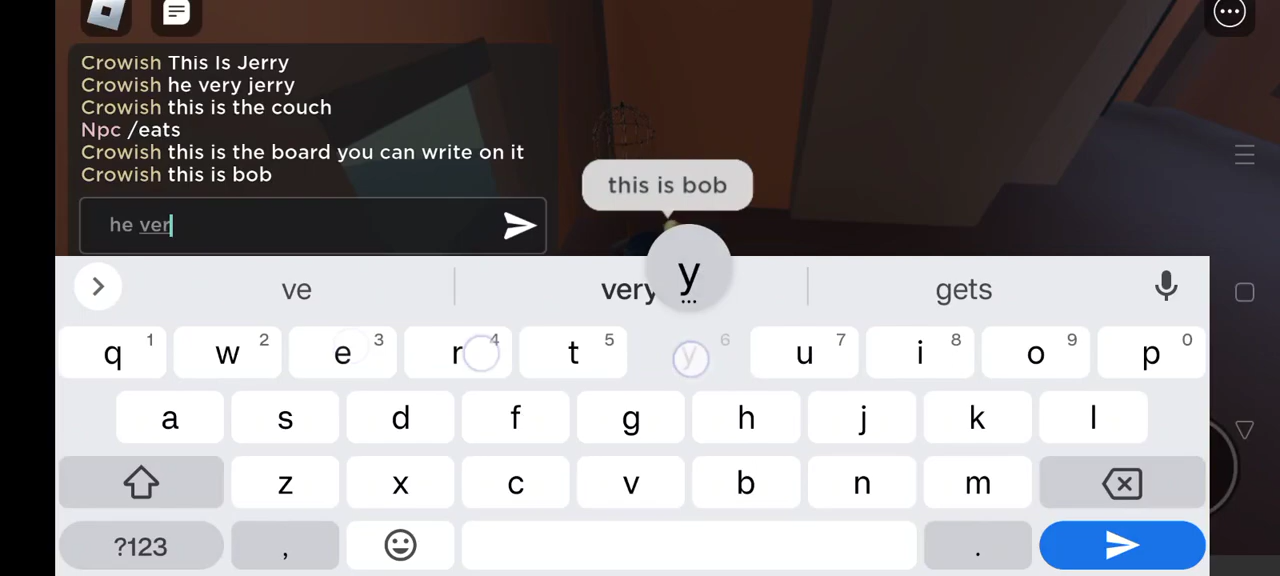 Crowish This Is Jerry
Crowish he very jerry
Crowish this is the couch
Npc /eats
Crowish this is the board you can write on it
Crowish this is bob
this is bob
he ver
y
ve very gets
q 1 w 2 e 3 r 4 t 5 y 6 u 7 i 8 o 9 p 0
a s d f g h j k l
z x c v b n m
?123 , .